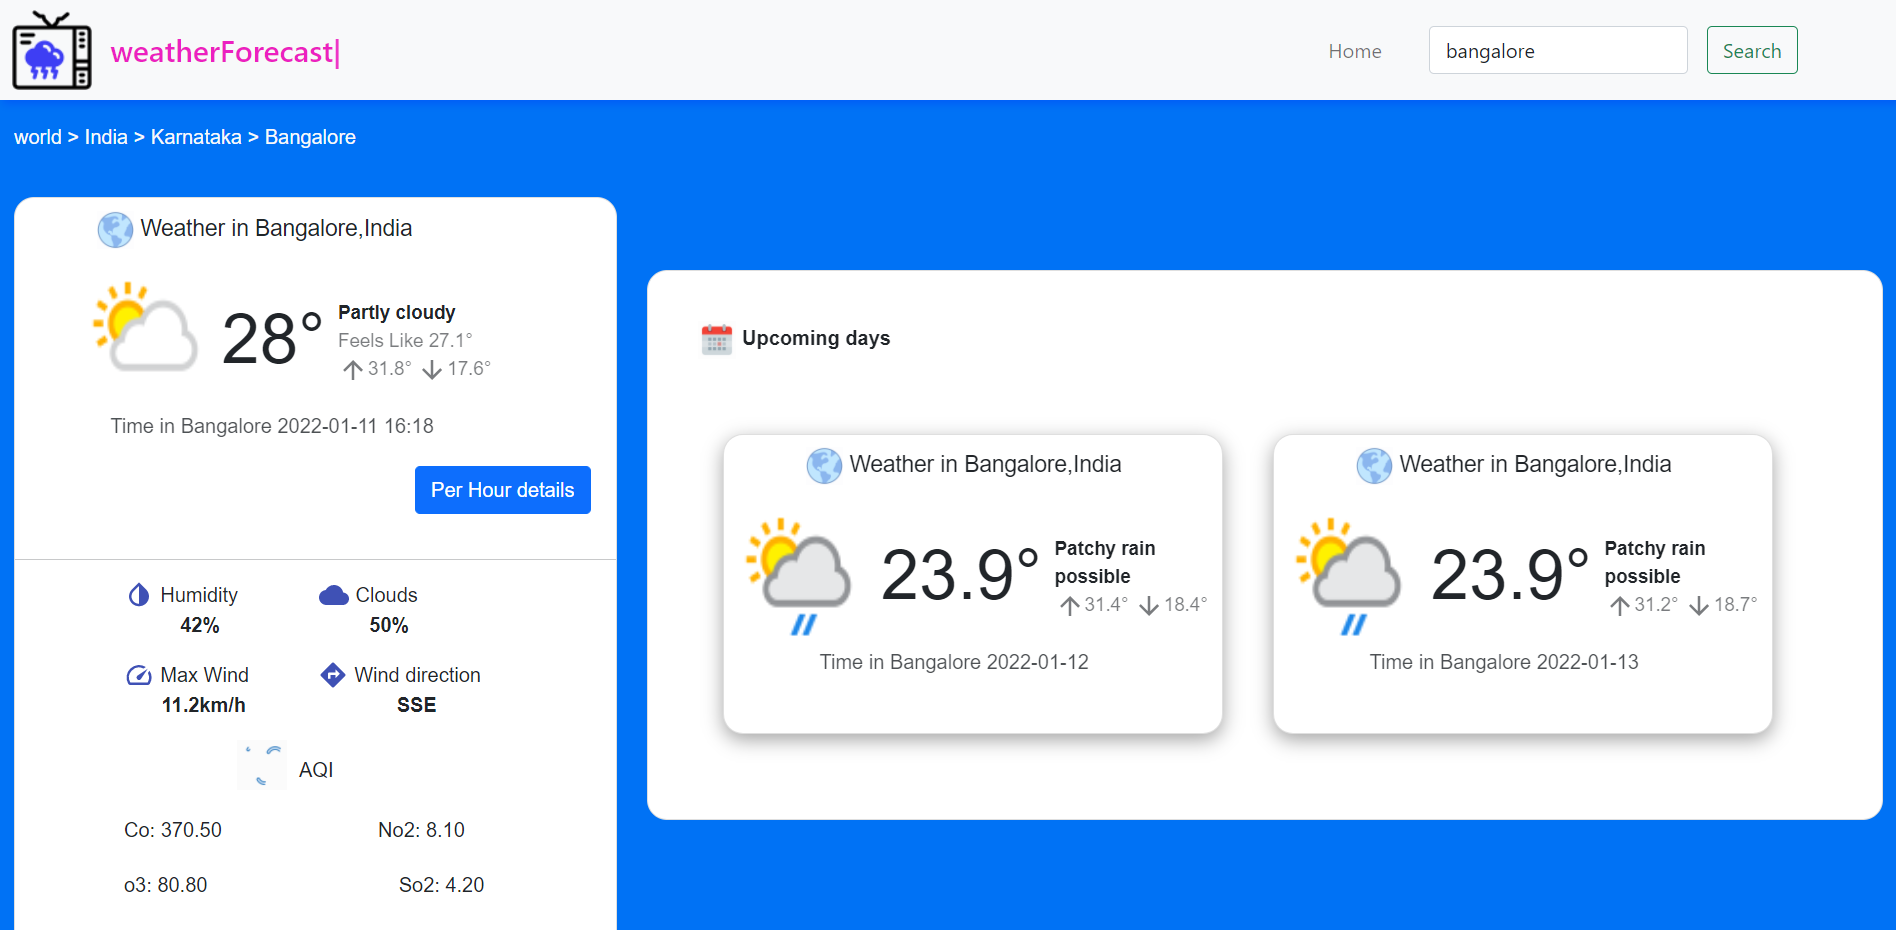 weatherForecast|
Home
bangalore
Search
world > India > Karnataka > Bangalore
Weather in Bangalore,India
28°
Partly cloudy
Feels Like 27.1°
31.8° 17.6°
Time in Bangalore 2022-01-11 16:18
Per Hour details
Humidity
42%
Clouds
50%
Max Wind
11.2km/h
Wind direction
SSE
AQI
Co: 370.50
No2: 8.10
o3: 80.80
So2: 4.20
Upcoming days
Weather in Bangalore,India
23.9°
Patchy rain
possible
31.4° 18.4°
Time in Bangalore 2022-01-12
Weather in Bangalore,India
23.9°
Patchy rain
possible
31.2° 18.7°
Time in Bangalore 2022-01-13